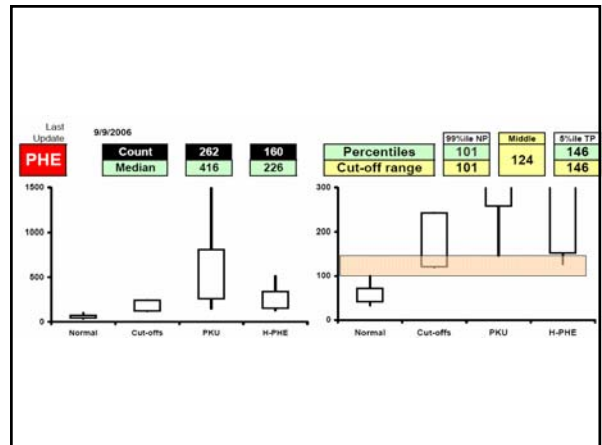 Last
Update
9/9/2006
PHE
Count 262 160
Median 416 226
99%ile NP Middle 5%ile TP
Percentiles 101 124 146
Cut-off range 101 146
1500
1000
500
0
Normal Cut-offs PKU H-PHE
300
200
100
0
Normal Cut-offs PKU H-PHE